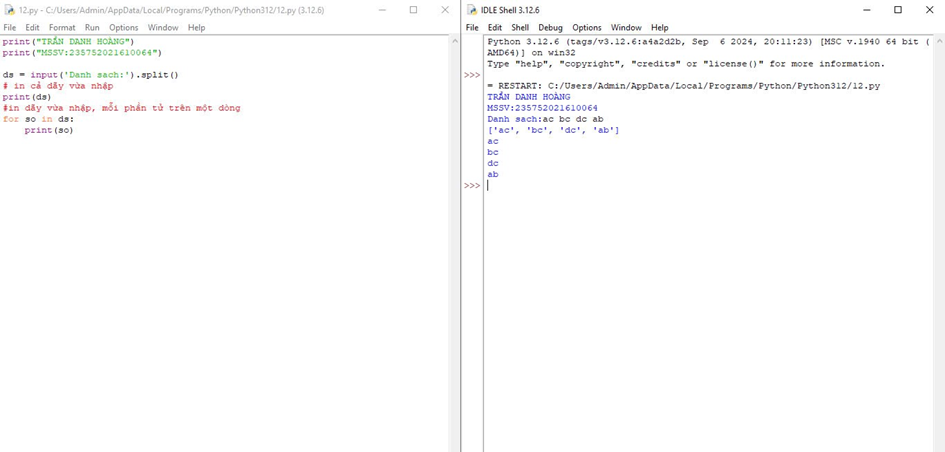 12.py - C:/Users/Admin/AppData/Local/Programs/Python/Python312/12.py (3.12.6)
File Edit Format Run Options Window Help
print("TRẦN DANH HOÀNG")
print("MSSV:235752021610064")
ds = input('Danh sach:').split()
# in cả dãy vừa nhập
print(ds)
#in dãy vừa nhập, mỗi phần tử trên một dòng
for so in ds:
    print(so)
IDLE Shell 3.12.6
File Edit Shell Debug Options Window Help
Python 3.12.6 (tags/v3.12.6:a4a2d2b, Sep  6 2024, 20:11:23) [MSC v.1940 64 bit (
AMD64)] on win32
Type "help", "copyright", "credits" or "license()" for more information.
>>>
= RESTART: C:/Users/Admin/AppData/Local/Programs/Python/Python312/12.py
TRẦN DANH HOÀNG
MSSV:235752021610064
Danh sach:ac bc dc ab
['ac', 'bc', 'dc', 'ab']
ac
bc
dc
ab
>>>